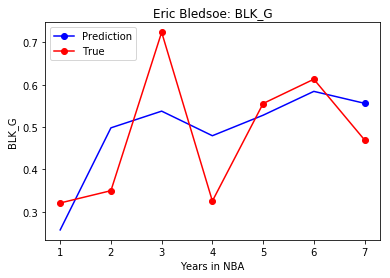 Eric Bledsoe: BLK_G
Prediction
True
BLK_G
0.7
0.6
0.5
0.4
0.3
1 2 3 4 5 6 7
Years in NBA